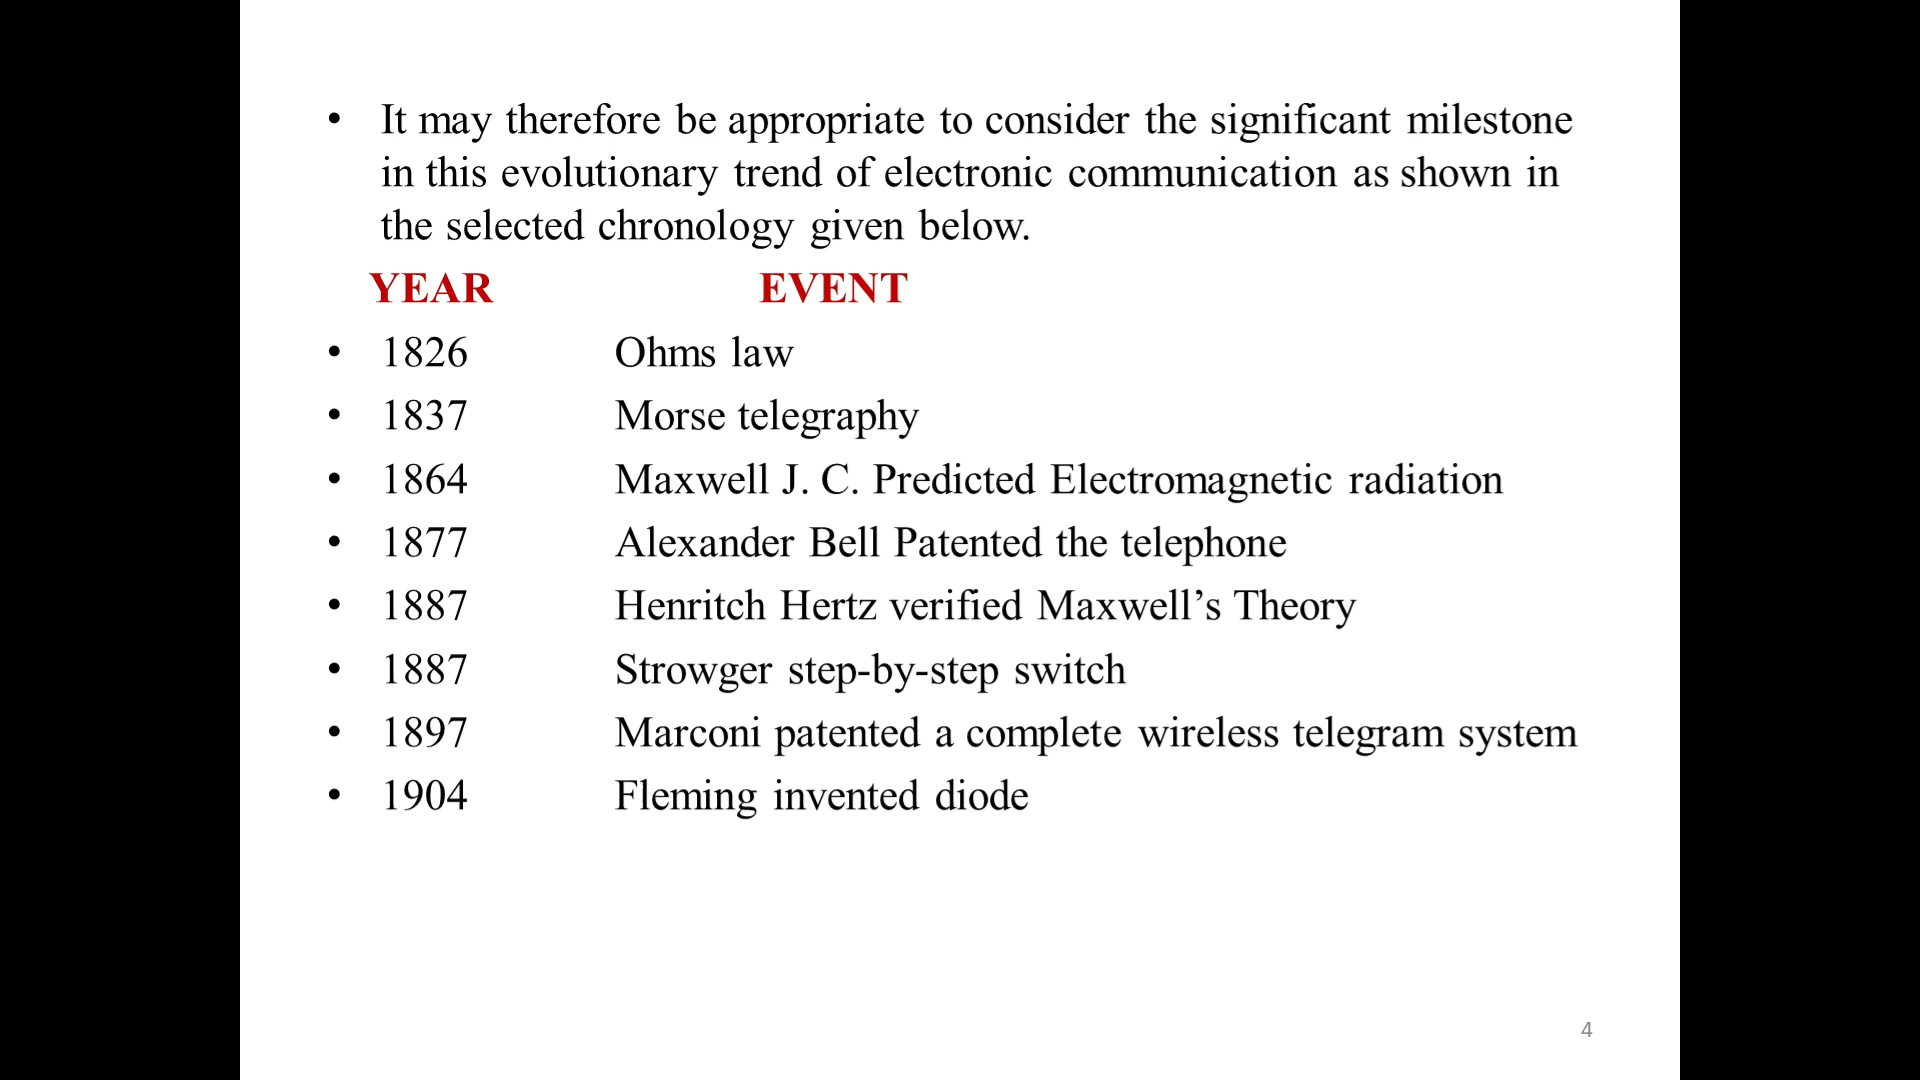 • It may therefore be appropriate to consider the significant milestone
in this evolutionary trend of electronic communication as shown in
the selected chronology given below.
YEAR EVENT
• 1826 Ohms law
• 1837 Morse telegraphy
• 1864 Maxwell J. C. Predicted Electromagnetic radiation
• 1877 Alexander Bell Patented the telephone
• 1887 Henritch Hertz verified Maxwell’s Theory
• 1887 Strowger step-by-step switch
• 1897 Marconi patented a complete wireless telegram system
• 1904 Fleming invented diode
4